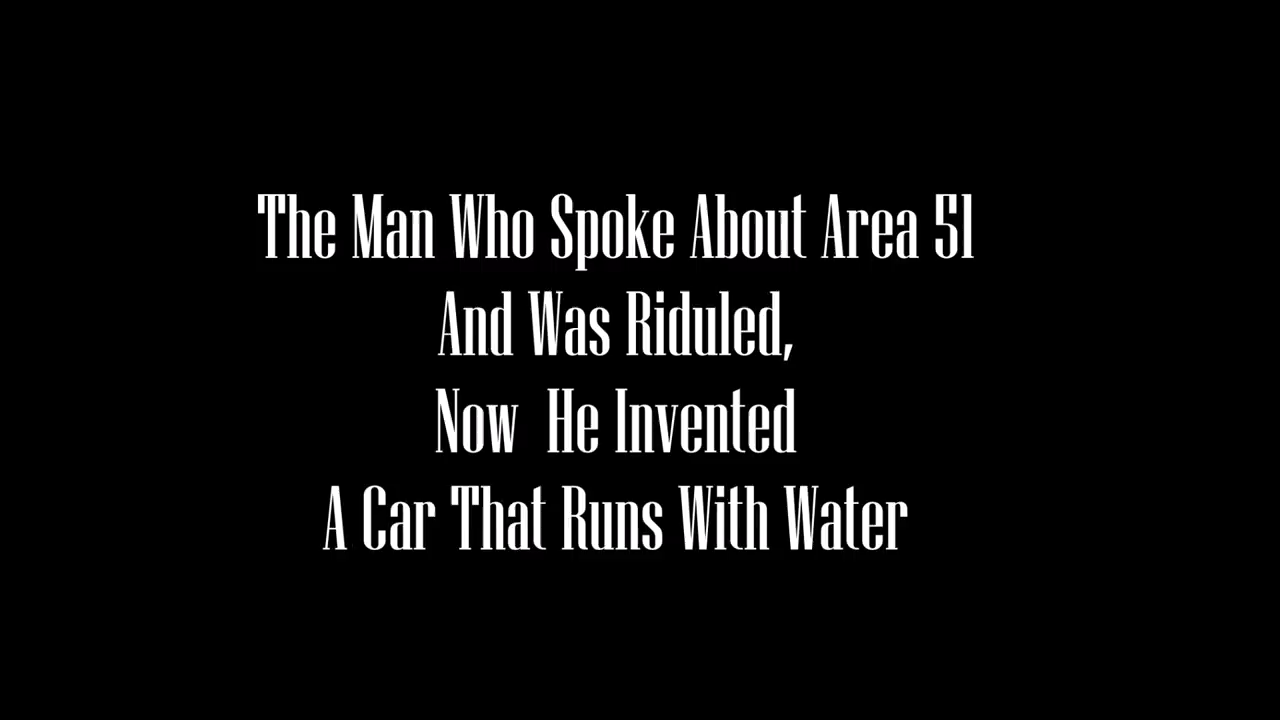 The Man Who Spoke About Area 51
And Was Riduled,
Now  He Invented
A Car That Runs With Water